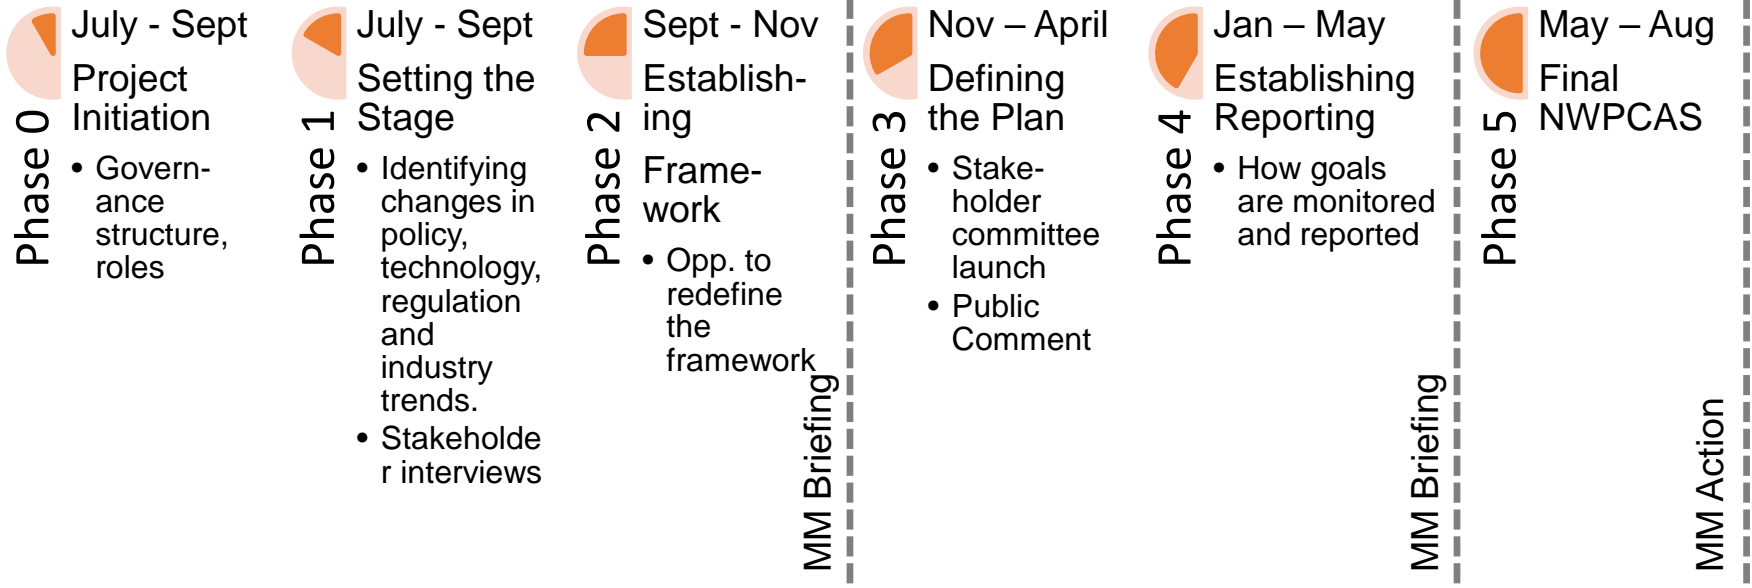 Phase 0
July - Sept
Project
Initiation
• Govern-
ance
structure,
roles
Phase 1
July - Sept
Setting the
Stage
• Identifying
changes in
policy,
technology,
regulation
and
industry
trends.
• Stakeholde
r interviews
Phase 2
Sept - Nov
Establish-
ing
Frame-
work
• Opp. to
redefine
the
framework
MM Briefing
Phase 3
Nov – April
Defining
the Plan
• Stake-
holder
committee
launch
• Public
Comment
Phase 4
Jan – May
Establishing
Reporting
• How goals
are monitored
and reported
MM Briefing
Phase 5
May – Aug
Final
NWPCAS
MM Action